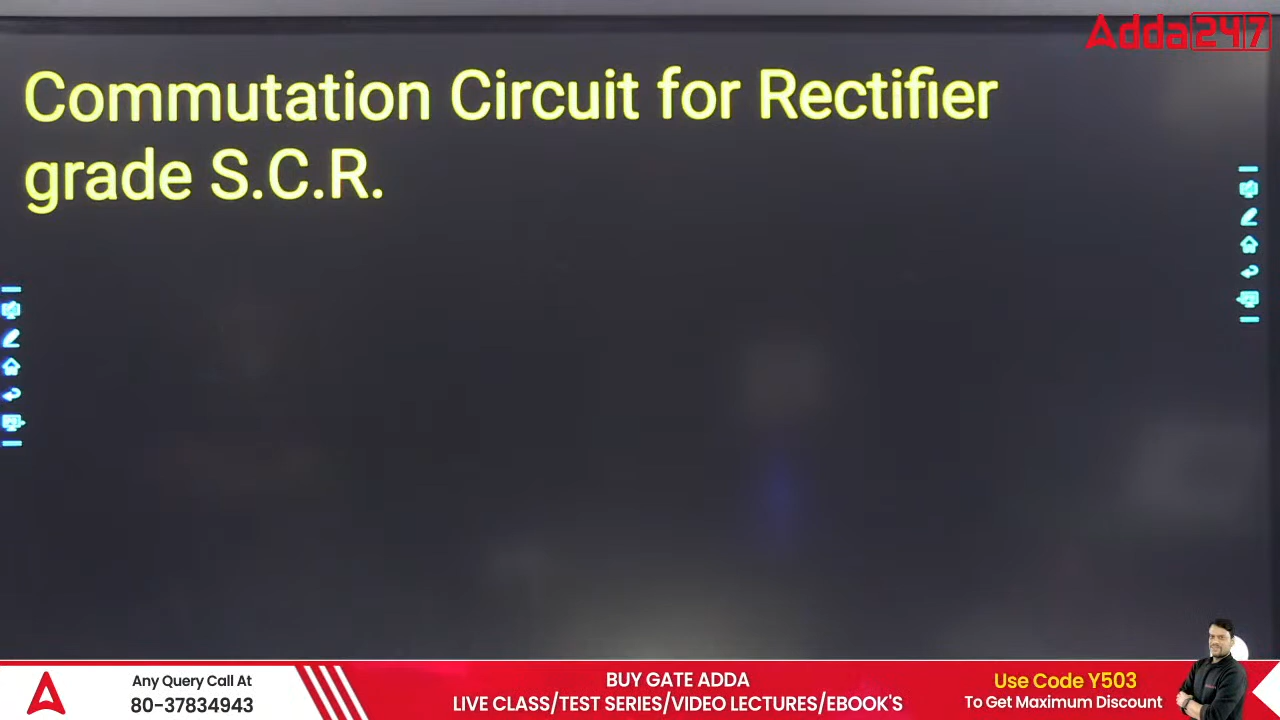 Adda247
Commutation Circuit for Rectifier
grade S.C.R.
Any Query Call At
80-37834943
BUY GATE ADDA
LIVE CLASS/TEST SERIES/VIDEO LECTURES/EBOOK'S
Use Code Y503
To Get Maximum Discount